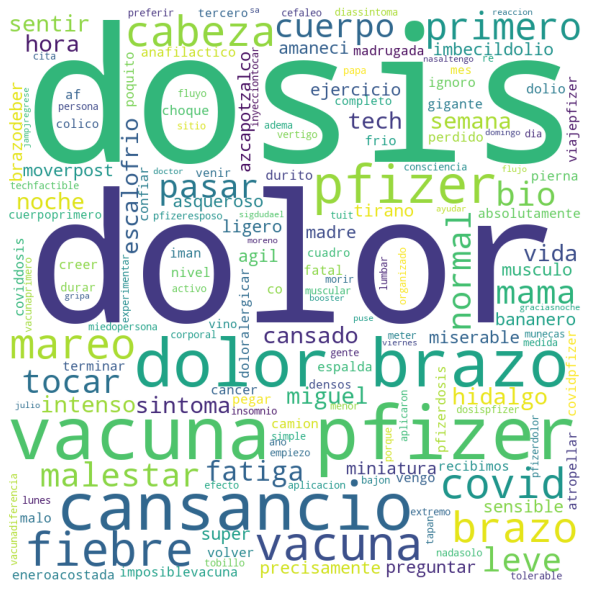 preferir
tercero
sa
cefaleo
diassintoma
reaccion
sentir
cabeza
cuerpo
primero
hora
anafilactico
amaneci
madrugada
imbecildolio
cita
dosis
poquito
inyecciontocar
papa
mes
re
nasaltengo
af
persona
fluyo
ejercicio
ignoro
dolio
jampjregrese
colico
sitio
choque
completo
gigante
domingo
dia
viajepfizer
brazodeber
escalofrio
azcapotzalco
tech
semana
moverpost
adema
vertigo
frio
perdido
flujo
techfactible
doctor
venir
pasar
durito
pfizer
consciencia
bio
pierna
noche
confiar
asqueroso
tirano
absolutamente
cuerpoprimero
pfizeresposo
sigdudael
tuit
ayudar
dolor
coviddosis
vacunaprimero
creer
durar
experimentar
ligero
moreno
iman
nivel
activo
agil
madre
cuadro
fatal
muscular
morir
lumbar
organizado
normal
vida
musculo
mama
gripa
vino
co
booster
graciasnoche
miedopersona
corporal
doloralergicar
cansado
gente
puse
viernes
meter
bananero
muñecas
medida
miserable
mareo
terminar
dolor brazo
espalda
covidpfizer
tocar
cancer
densos
miguel
hidalgo
julio
intenso
sintoma
pegar
insomnio
menor
porque
aplicaron
pfizerdosis
dosispfizer
vacuna pfizer
camion
simple
ano
empiezo
pfizerdolor
malestar
fatiga
miniatura
recibimos
covid
atropellar
vacunadiferencia
efecto
aplicacion
bajon
vengo
sensible
lunes
malo
cansancio
extremo
super
vacuna
brazo
fiebre
volver
tapan
nadasolo
leve
eneroacostada
imposiblevacuna
tobillo
precisamente
preguntar
tolerable